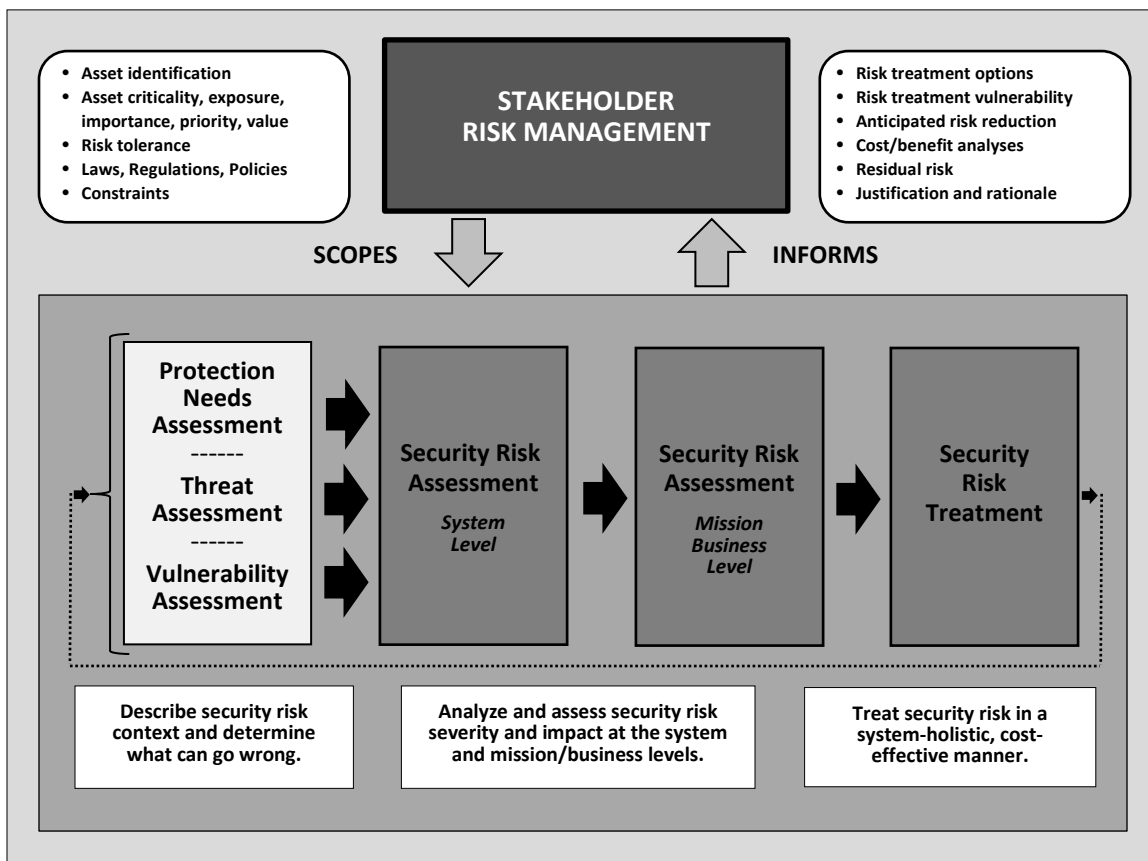 • Asset identification
• Asset criticality, exposure,
importance, priority, value
• Risk tolerance
• Laws, Regulations, Policies
• Constraints
STAKEHOLDER
RISK MANAGEMENT
• Risk treatment options
• Risk treatment vulnerability
• Anticipated risk reduction
• Cost/benefit analyses
• Residual risk
• Justification and rationale
SCOPES
INFORMS
Protection
Needs
Assessment
------
Threat
Assessment
------
Vulnerability
Assessment
Security Risk
Assessment
System
Level
Security Risk
Assessment
Mission
Business
Level
Security
Risk
Treatment
Describe security risk
context and determine
what can go wrong.
Analyze and assess security risk
severity and impact at the system
and mission/business levels.
Treat security risk in a
system-holistic, cost-
effective manner.